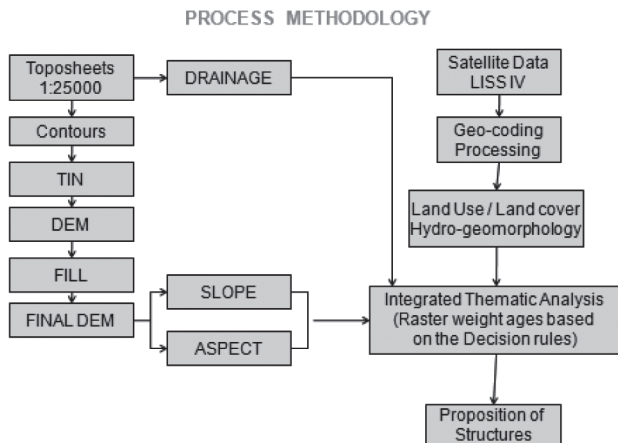 PROCESS METHODOLOGY
Toposheets
1:25000
DRAINAGE
Satellite Data
LISS IV
Contours
Geo-coding
Processing
TIN
DEM
Land Use / Land cover
Hydro-geomorphology
FILL
SLOPE
FINAL DEM
ASPECT
Integrated Thematic Analysis
(Raster weight ages based
on the Decision rules)
Proposition of
Structures